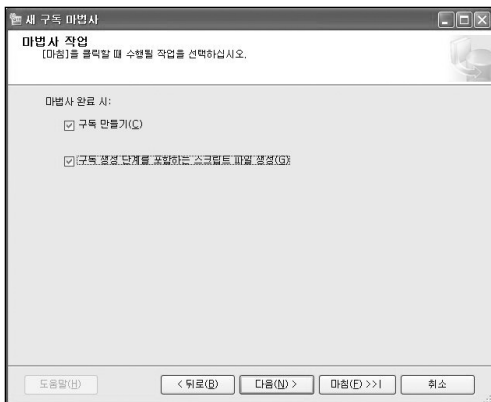 새 구독 마법사
마법사 작업
[마침]을 클릭할 때 수행될 작업을 선택하십시오.
마법사 완료 시:
구독 만들기(C)
구독 생성 단계를 포함하는 스크립트 파일 생성(G)
도움말(H)
< 뒤로(B)
다음(N) >
마침(F) >>|
취소